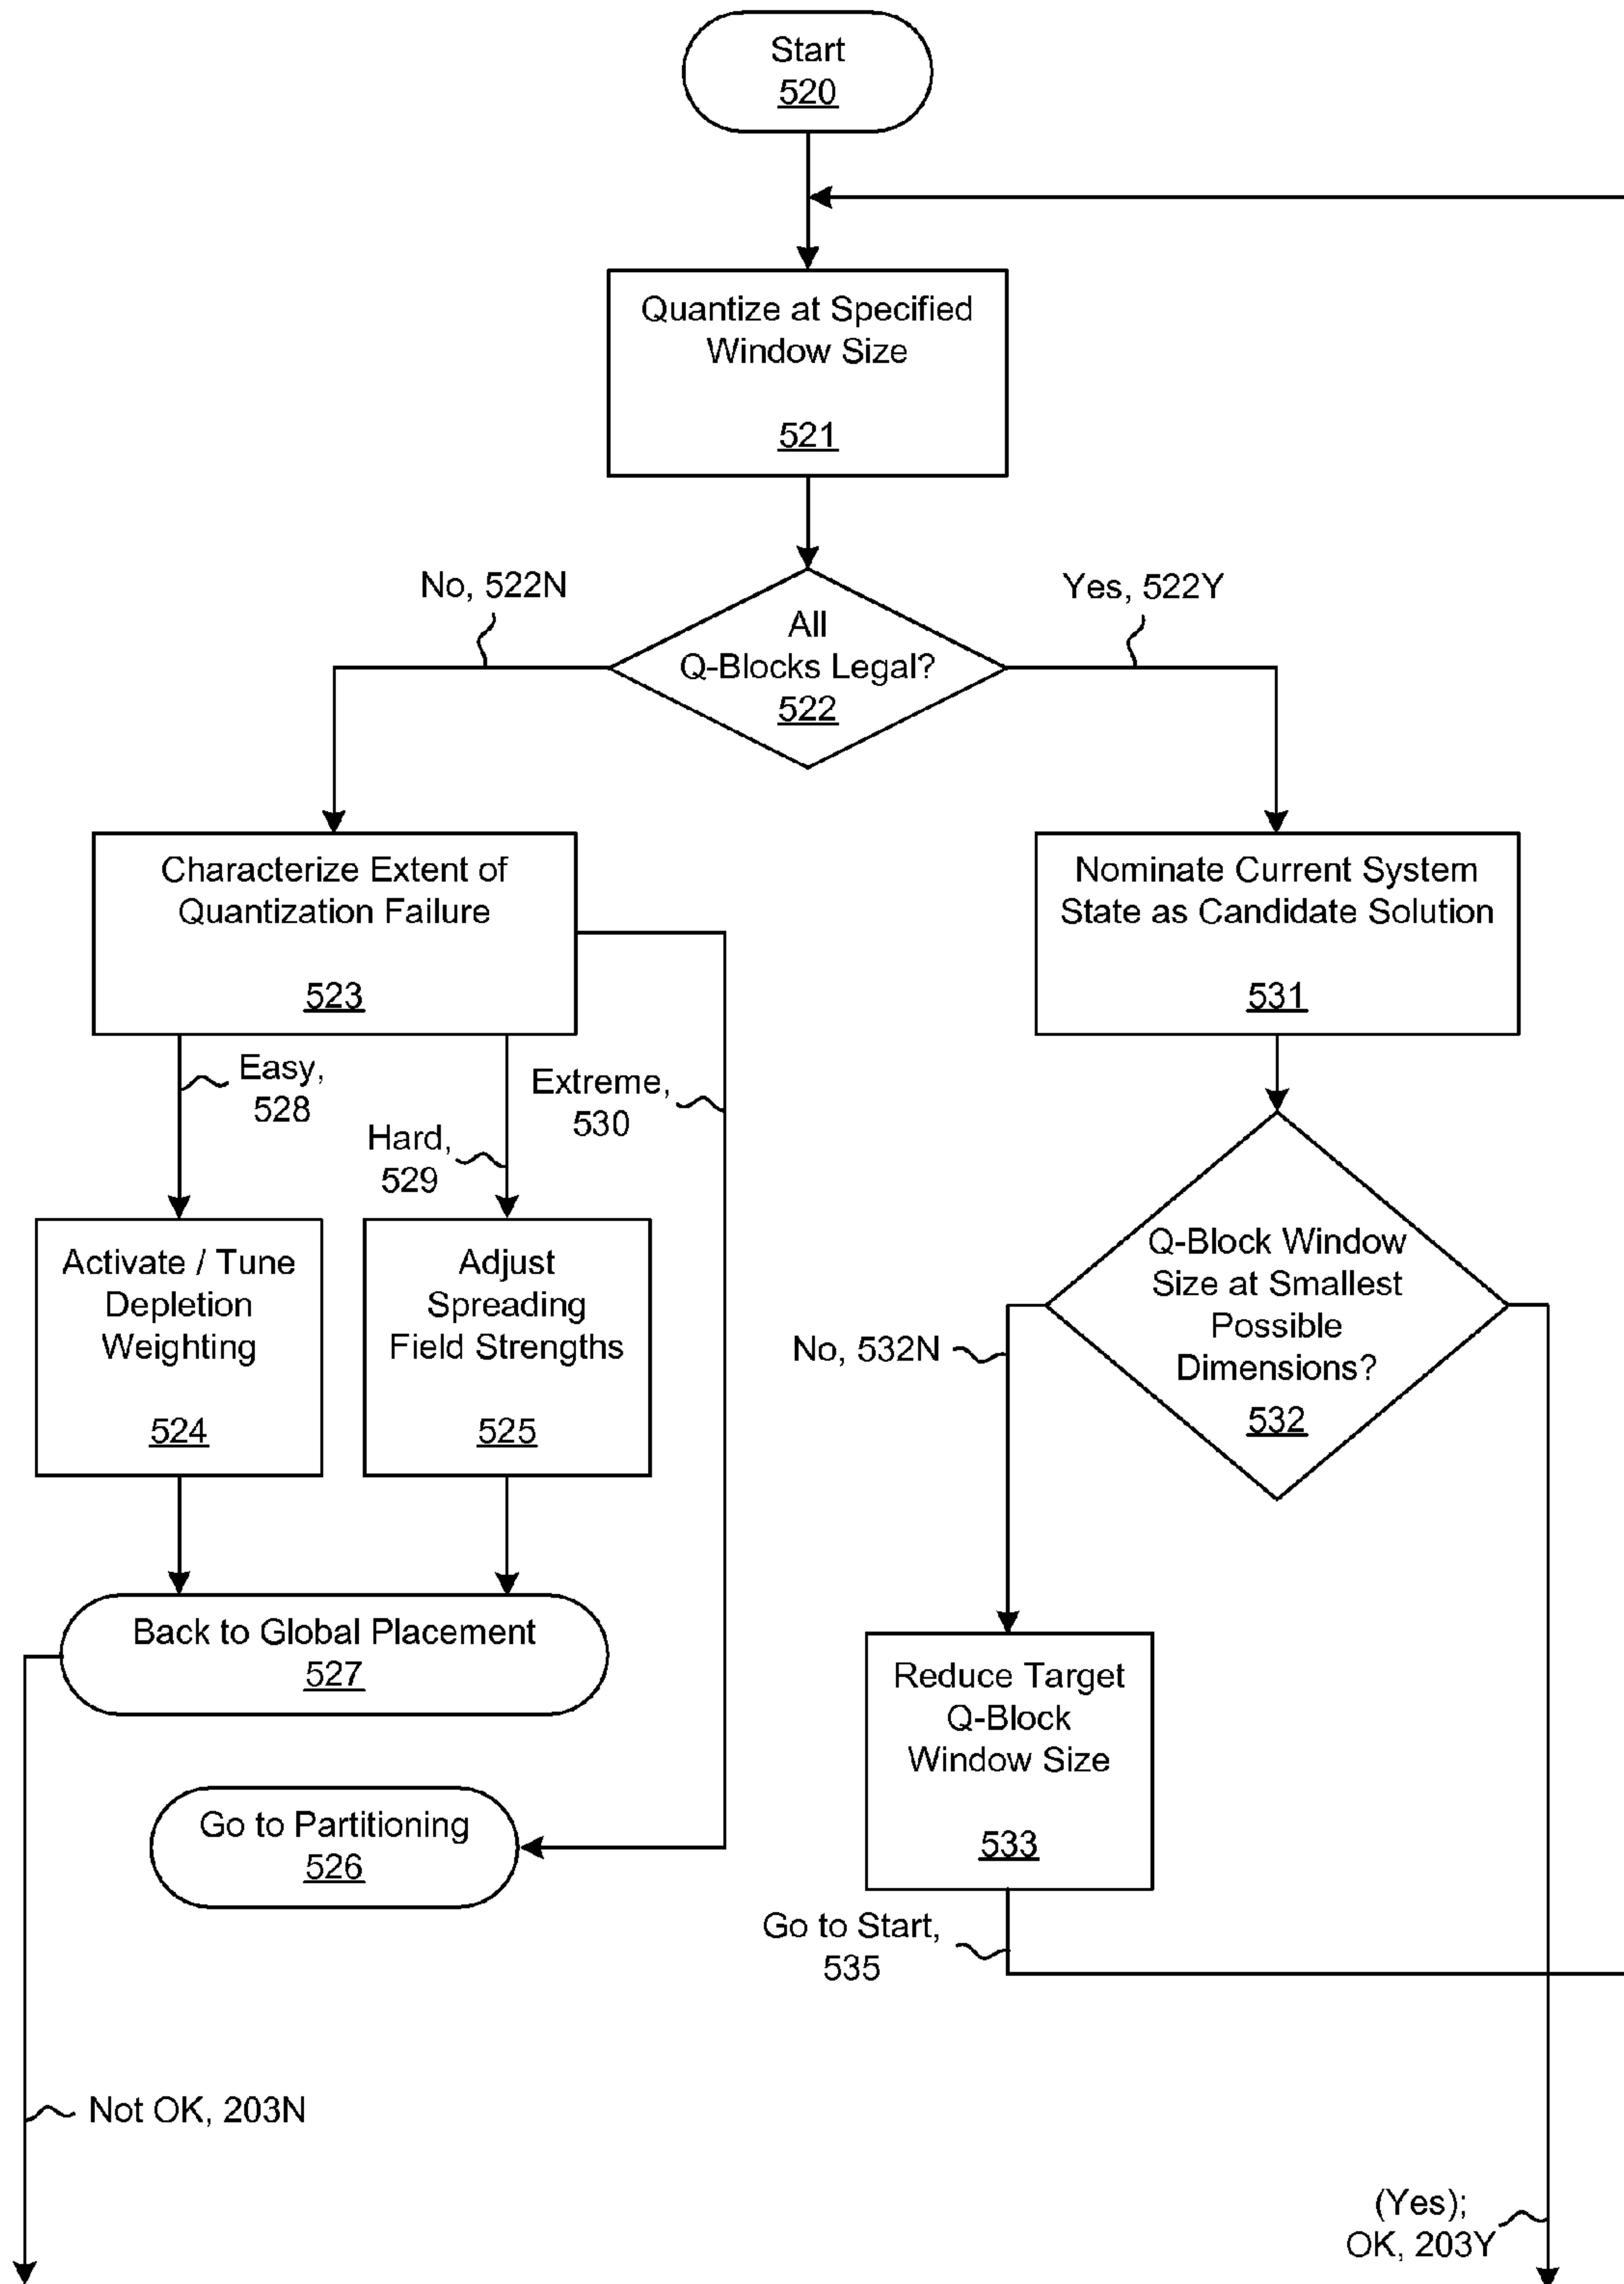 Start
520
Quantize at Specified
Window Size
521
No, 522N
Yes, 522Y
All
Q-Blocks Legal?
522
Characterize Extent of
Quantization Failure
523
Nominate Current System
State as Candidate Solution
531
Easy,
528
Hard,
529
Extreme,
530
Activate / Tune
Depletion
Weighting
524
Adjust
Spreading
Field Strengths
525
Q-Block Window
Size at Smallest
Possible
Dimensions?
532
No, 532N
Back to Global Placement
527
Reduce Target
Q-Block
Window Size
533
Go to Partitioning
526
Go to Start,
535
Not OK, 203N
(Yes);
OK, 203Y